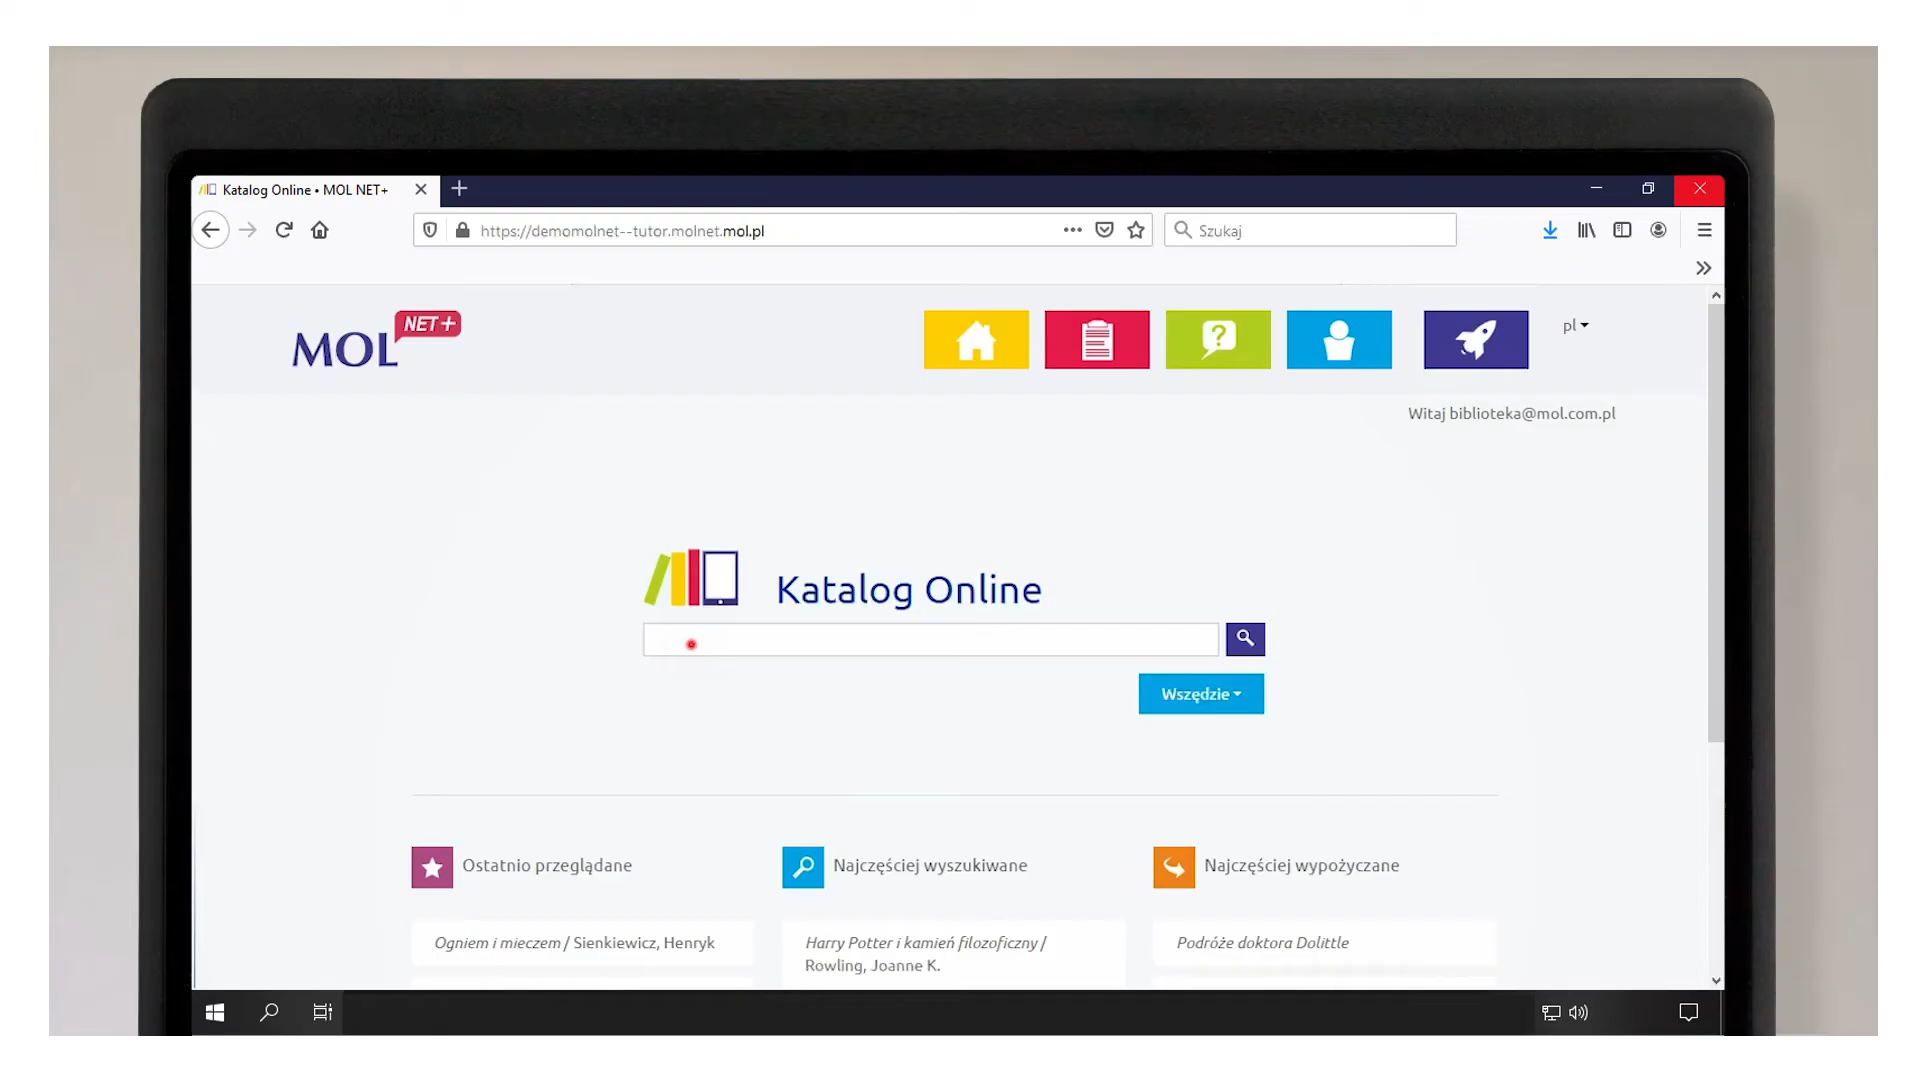 Katalog Online • MOL NET+
https://demomolnet--tutor.molnet.mol.pl
Szukaj
MOL NET+
pl
Witaj biblioteka@mol.com.pl
Katalog Online
Wszędzie
Ostatnio przeglądane
Najczęściej wyszukiwane
Najczęściej wypożyczane
Ogniem i mieczem / Sienkiewicz, Henryk
Harry Potter i kamień filozoficzny /
Rowling, Joanne K.
Podróże doktora Dolittle